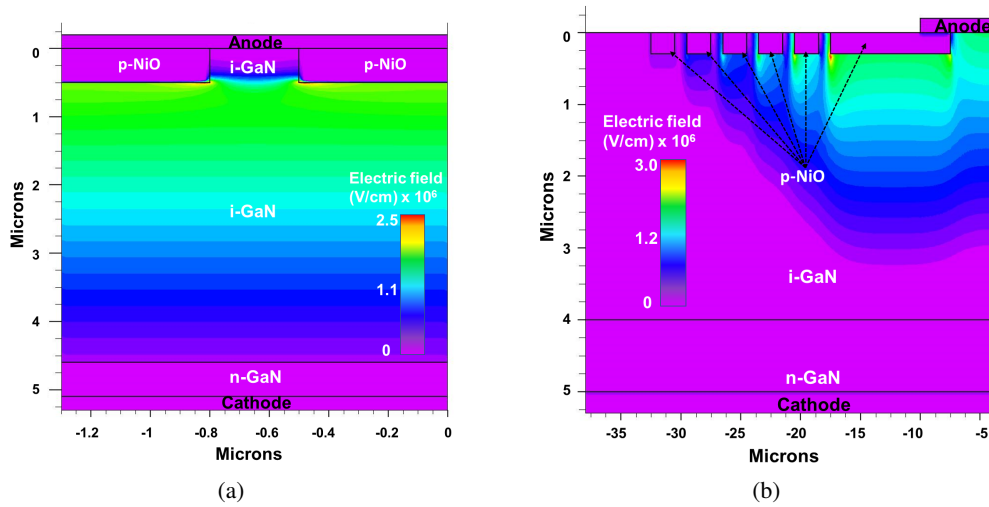 Anode
0
p-NiO
i-GaN
p-NiO
1
2
3
4
5
Microns
Electric field
(V/cm) x 10⁶
2.5
1.1
0
i-GaN
n-GaN
Cathode
-1.2
-1
-0.8
-0.6
-0.4
0
Microns
(a)
Anode
0
1
2
3
4
5
Microns
Electric field
(V/cm) x 10⁶
3.0
1.2
0
p-NiO
i-GaN
n-GaN
Cathode
-35
-30
-25
-20
-15
-10
-5
Microns
(b)